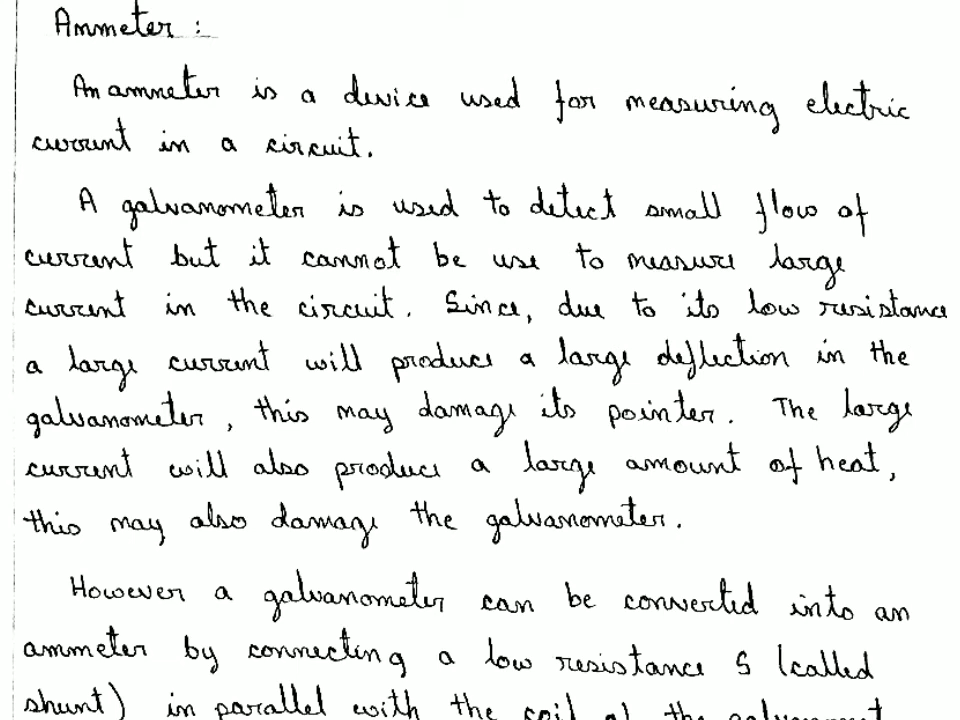 Ammeter :
An ammeter is a device used for measuring electric
current in a circuit.
A galvanometer is used to detect small flow of
current but it cannot be use to measure large
current in the circuit. Since, due to its low resistance
a large current will produce a large deflection in the
galvanometer, this may damage its pointer. The large
current will also produce a large amount of heat,
this may also damage the galvanometer.
However a galvanometer can be converted into an
ammeter by connecting a low resistance S (called
shunt) in parallel with the coil of the